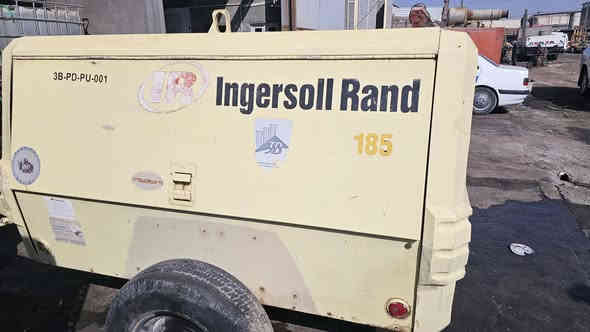 3B-PD-PU-001
IR
Ingersoll Rand
185